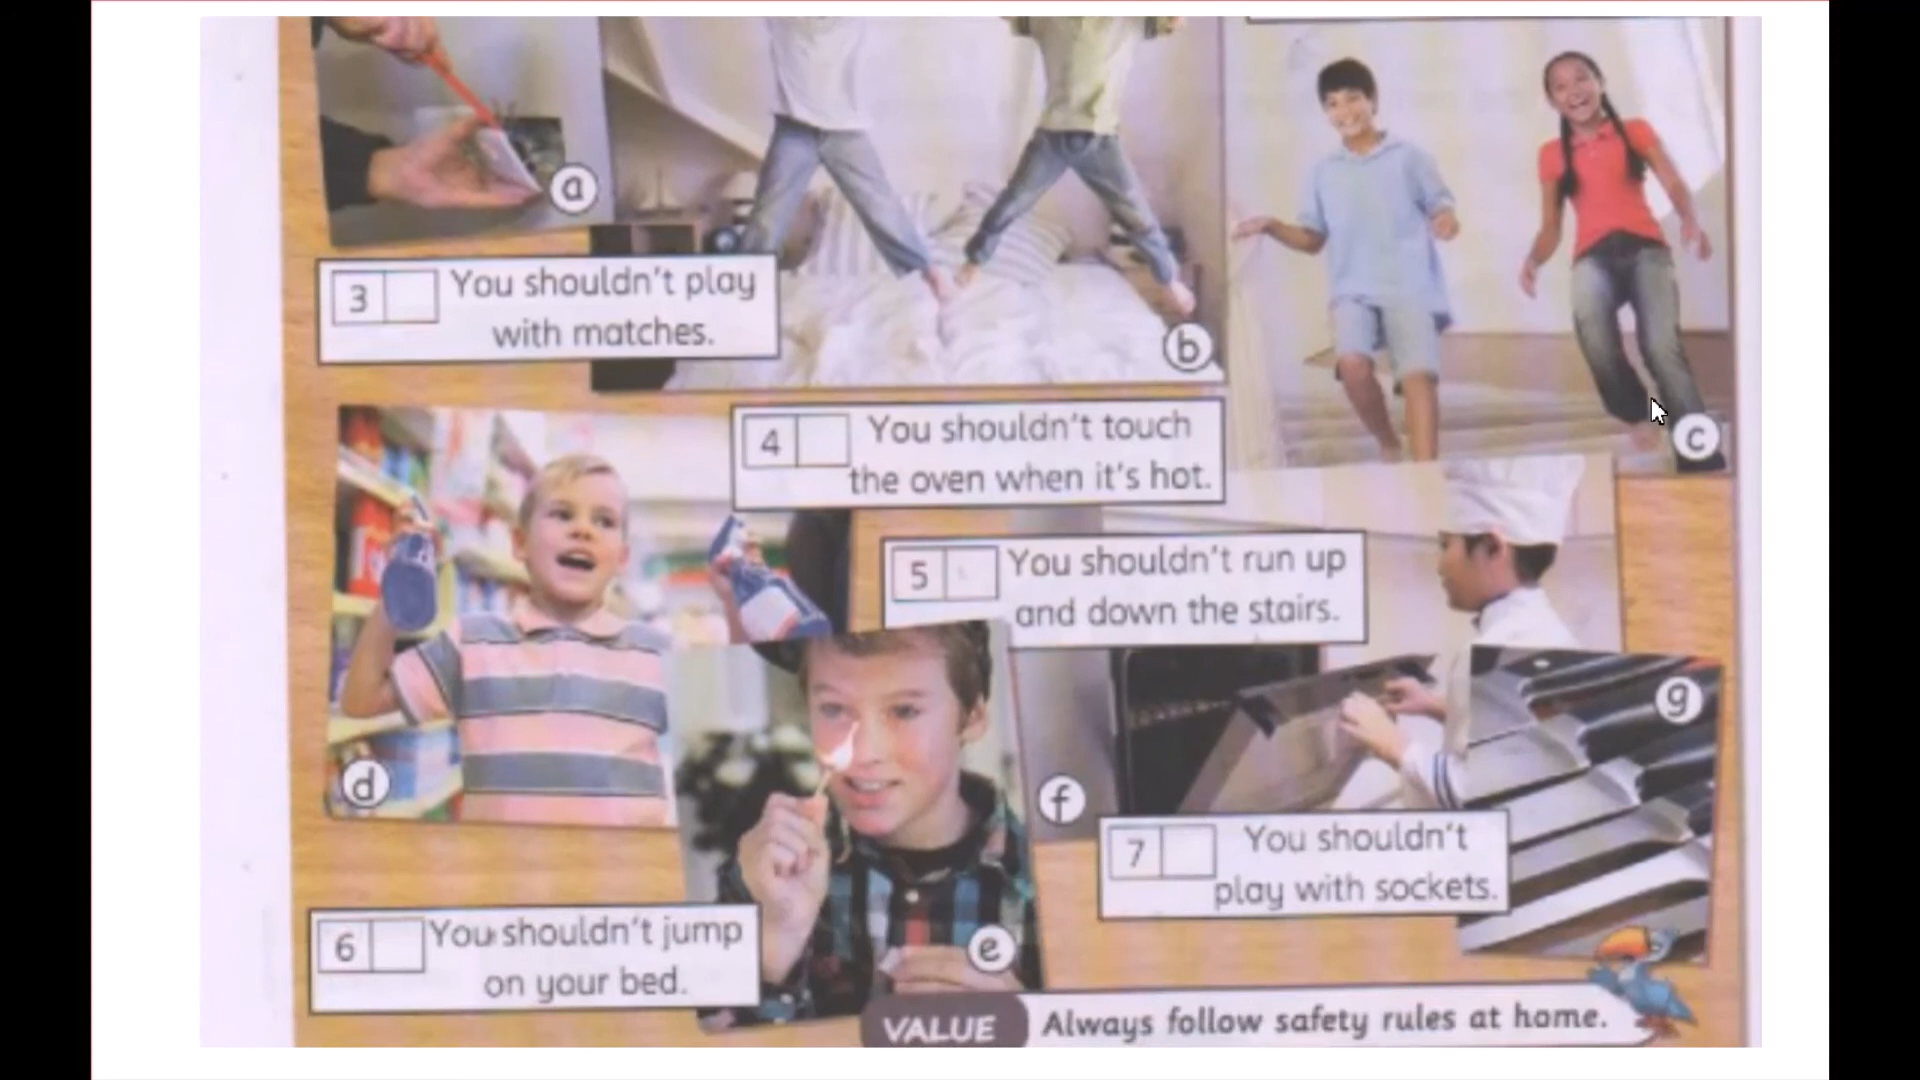 a
3 You shouldn't play
with matches.
b
c
4 You shouldn't touch
the oven when it's hot.
5 You shouldn't run up
and down the stairs.
d
g
f
7 You shouldn't
play with sockets.
6 You shouldn't jump
on your bed.
e
VALUE Always follow safety rules at home.